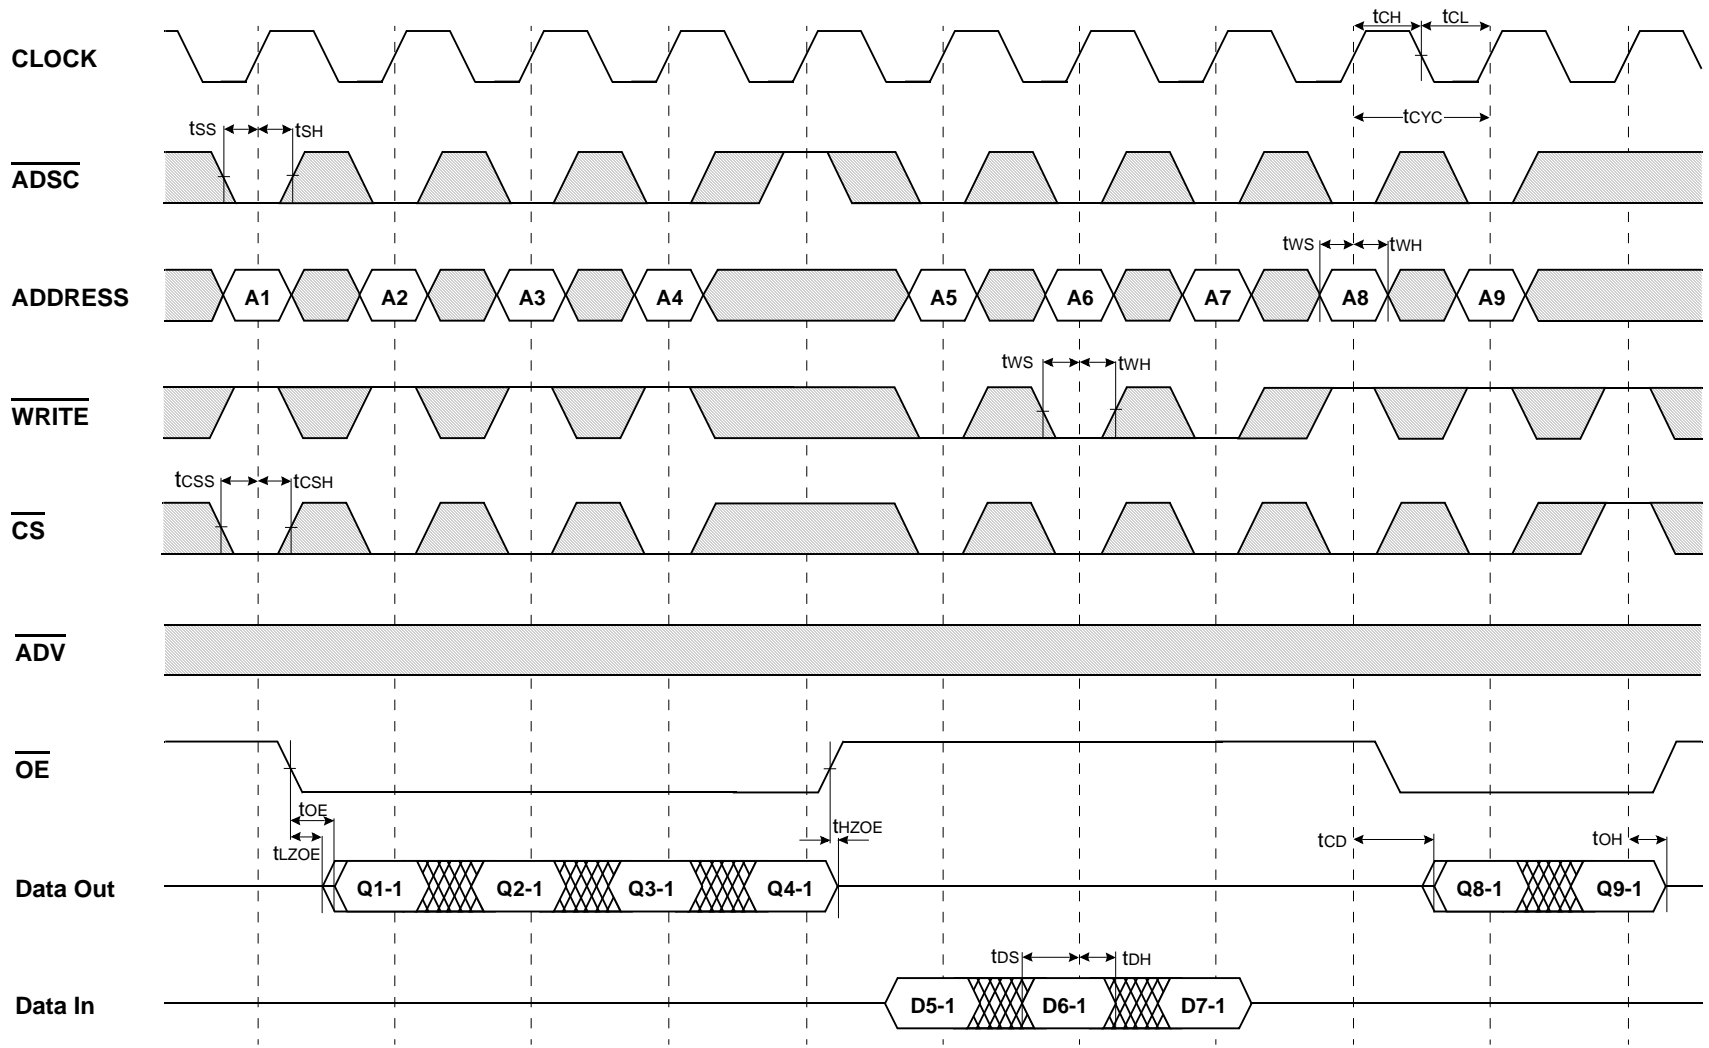 tCH tCL
CLOCK
tCYC
tSS tSH
ADSC
tWS tWH
ADDRESS A1 A2 A3 A4 A5 A6 A7 A8 A9
tWS tWH
WRITE
tCSS tCSH
CS
ADV
OE
tOE
tHZOE
tLZOE
tCD
tOH
Data Out Q1-1 Q2-1 Q3-1 Q4-1 Q8-1 Q9-1
tDS tDH
Data In D5-1 D6-1 D7-1